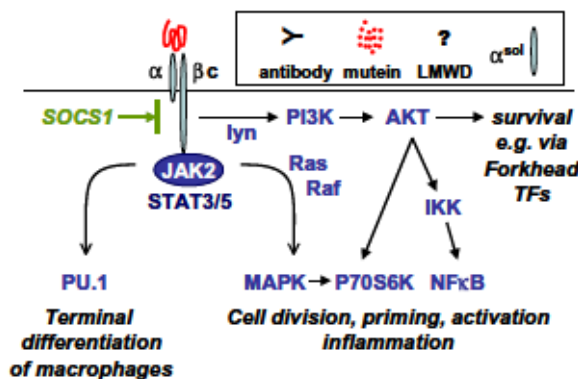 α β c
Y ? α^sol
antibody mutein LMWD
SOCS1
lyn PI3K AKT survival
e.g. via
Forkhead
TFs
JAK2
STAT3/5
Ras
Raf
IKK
PU.1 MAPK P70S6K NFκB
Terminal
differentiation
of macrophages
Cell division, priming, activation
inflammation